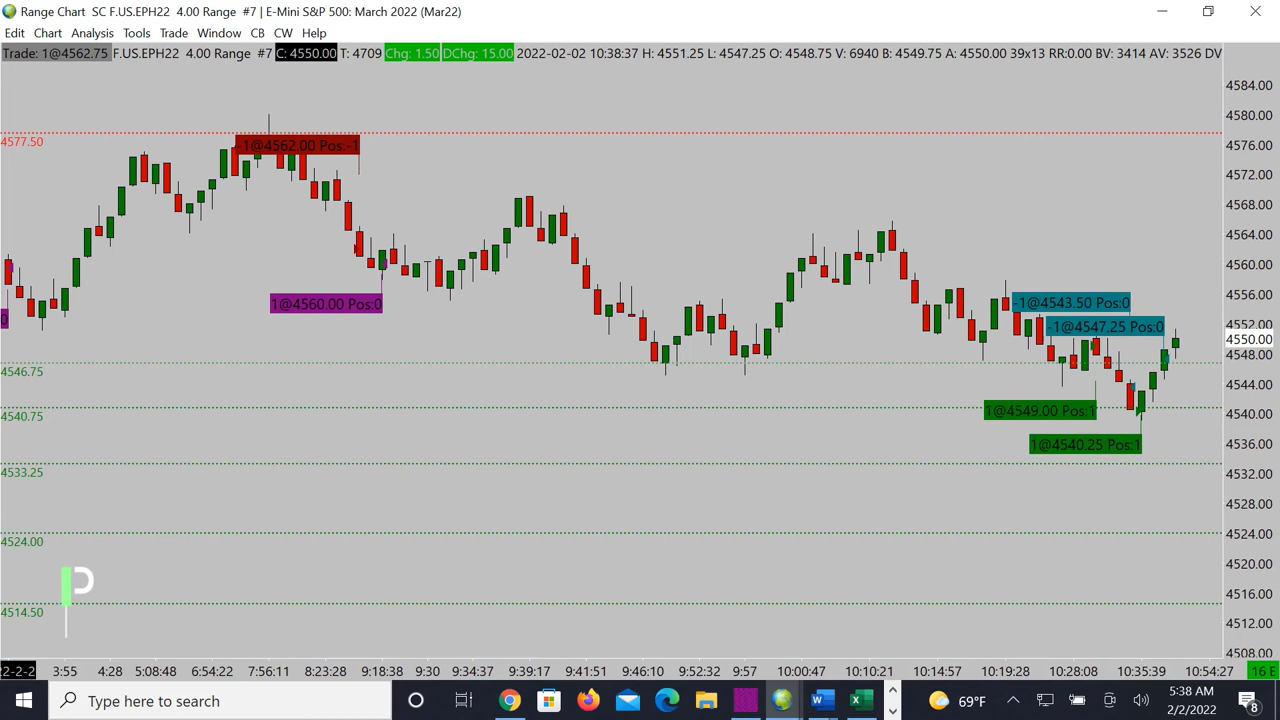 Range Chart SC F.US.EPH22 4.00 Range #7 | E-Mini S&P 500: March 2022 (Mar22)
Edit Chart Analysis Tools Trade Window CB CW Help
Trade: 1@4562.75 F.US.EPH22 4.00 Range #7 C: 4550.00 T: 4709 Chg: 1.50 DChg: 15.00 2022-02-02 10:38:37 H: 4551.25 L: 4547.25 O: 4548.75 V: 6940 B: 4549.75 A: 4550.00 39x13 RR:0.00 BV: 3414 AV: 3526 DV
4584.00
4580.00
4577.50
-1@4562.00 Pos:-1
4576.00
4572.00
4568.00
4564.00
4560.00
1@4560.00 Pos:0
-1@4543.50 Pos:0
4556.00
0
-1@4547.25 Pos:0
4552.00
4550.00
4548.00
4546.75
4544.00
4540.75
1@4549.00 Pos:1
4540.00
1@4540.25 Pos:1
4536.00
4533.25
4532.00
4528.00
4524.00
4524.00
4520.00
P
4516.00
4514.50
4512.00
4508.00
22-2-2 3:55 4:28 5:08:48 6:54:22 7:56:11 8:23:28 9:18:38 9:30 9:34:37 9:39:17 9:41:51 9:46:10 9:52:32 9:57 10:00:47 10:10:21 10:14:57 10:19:28 10:28:08 10:35:39 10:54:27 16 E
Type here to search
69°F
5:38 AM
2/2/2022
8